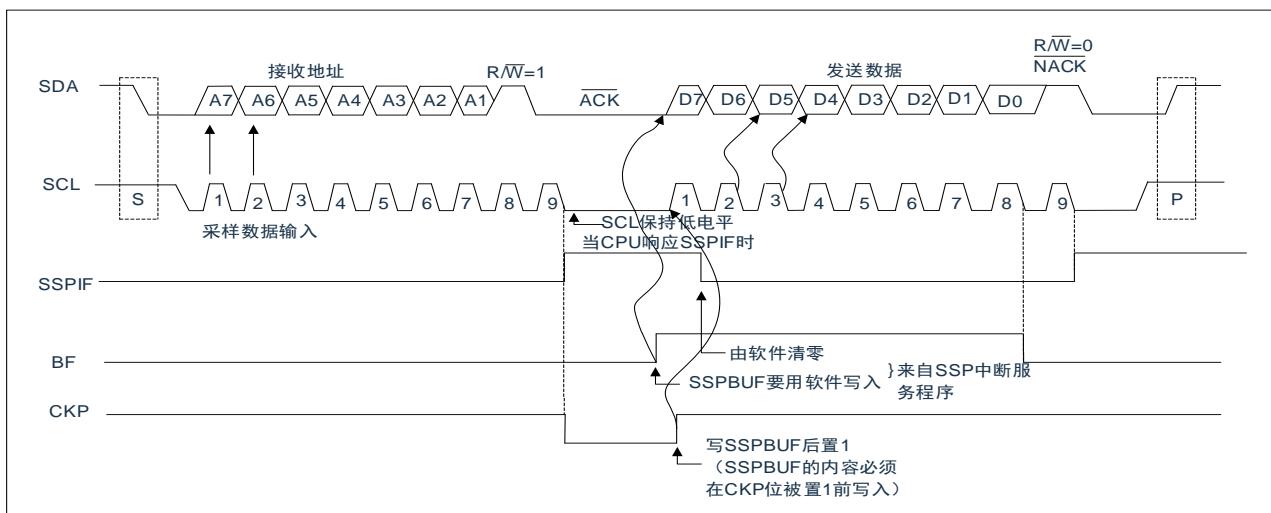 R/W=0
接收地址 R/W=1 发送数据 NACK
SDA
A7 A6 A5 A4 A3 A2 A1 ACK D7 D6 D5 D4 D3 D2 D1 D0
SCL
S 1 2 3 4 5 6 7 8 9 1 2 3 4 5 6 7 8 9 P
采样数据输入
SCL保持低电平
当CPU响应SSPIF时
SSPIF
由软件清零
BF
SSPBUF要用软件写入
}来自SSP中断服
务程序
CKP
写SSPBUF后置1
（SSPBUF的内容必须
在CKP位被置1前写入）